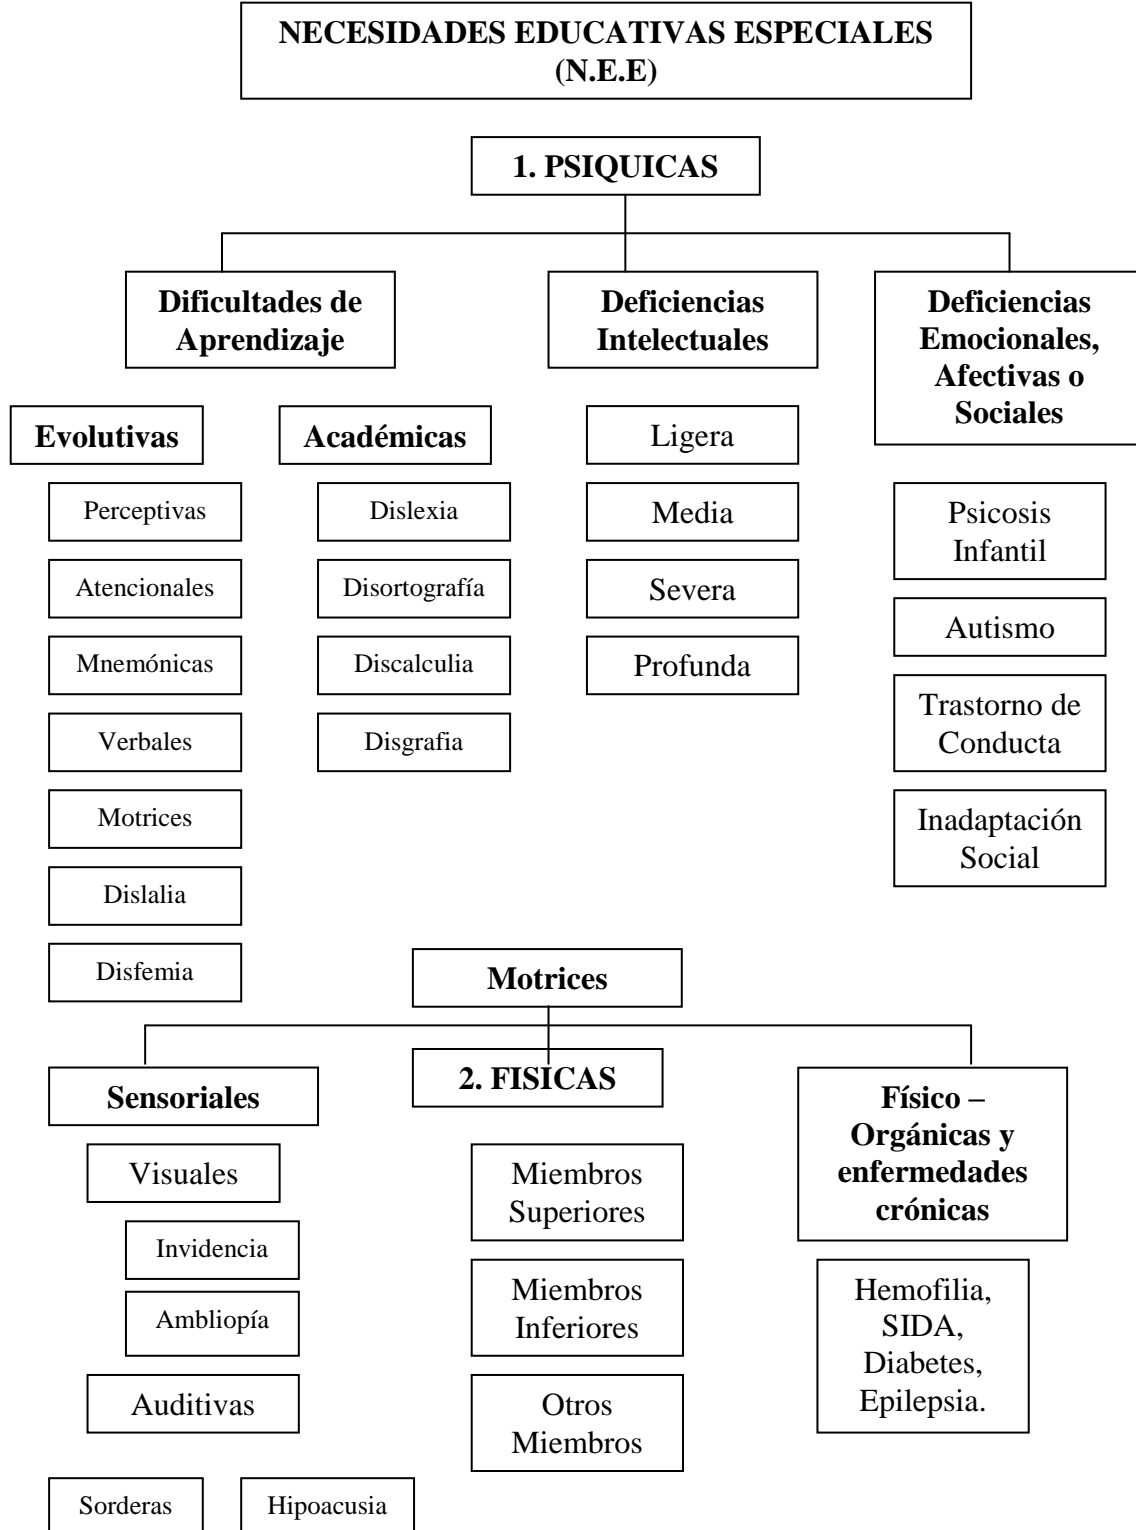 NECESIDADES EDUCATIVAS ESPECIALES
(N.E.E)
1. PSIQUICAS
Dificultades de
Aprendizaje
Deficiencias
Intelectuales
Deficiencias
Emocionales,
Afectivas o
Sociales
Evolutivas
Perceptivas
Atencionales
Mnemónicas
Verbales
Motrices
Dislalia
Disfemia
Académicas
Dislexia
Disortografía
Discalculia
Disgrafia
Ligera
Media
Severa
Profunda
Psicosis
Infantil
Autismo
Trastorno de
Conducta
Inadaptación
Social
Motrices
2. FISICAS
Sensoriales
Visuales
Invidencia
Ambliopía
Auditivas
Sorderas
Hipoacusia
Miembros
Superiores
Miembros
Inferiores
Otros
Miembros
Físico –
Orgánicas y
enfermedades
crónicas
Hemofilia,
SIDA,
Diabetes,
Epilepsia.